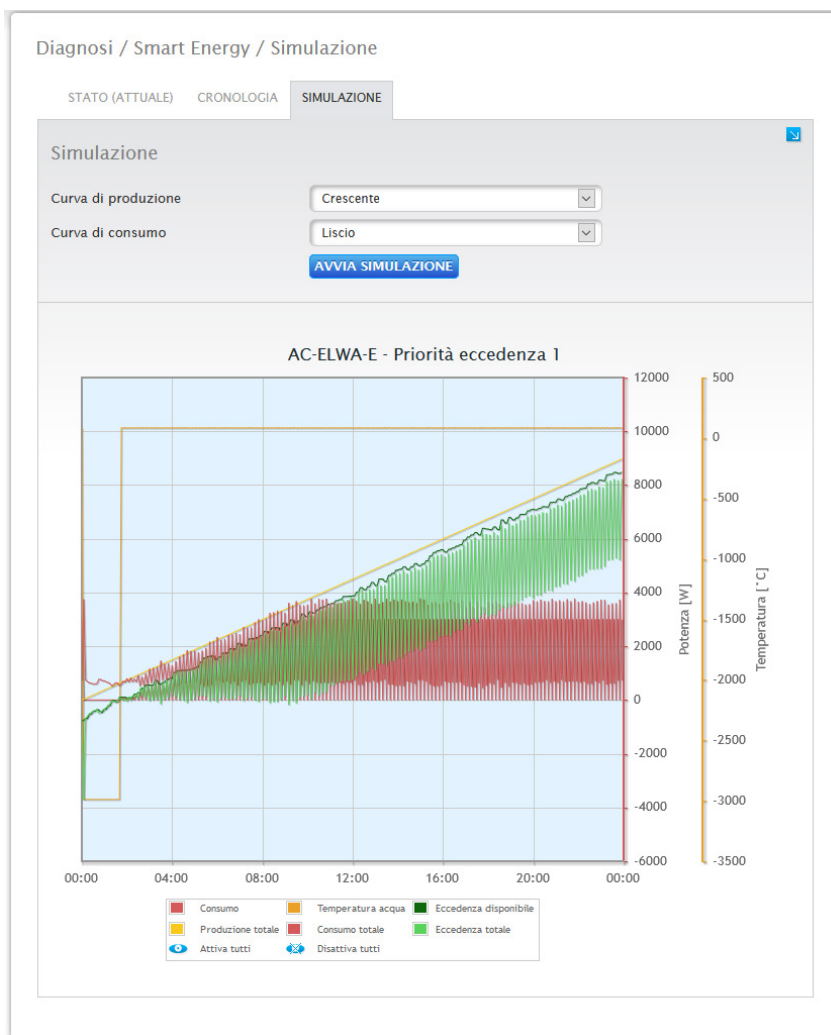 Diagnosi / Smart Energy / Simulazione
STATO (ATTUALE) CRONOLOGIA SIMULAZIONE
Simulazione
Curva di produzione Crescente
Curva di consumo Liscio
AVVIA SIMULAZIONE
AC-ELWA-E - Priorità eccedenza 1
12000 500
10000 0
8000 -500
6000 -1000
4000 -1500
2000 -2000
0 -2500
-2000 -3000
-4000 -3500
-6000
Potenza [W]
Temperatura [˚C]
00:00 04:00 08:00 12:00 16:00 20:00 00:00
Consumo Temperatura acqua Eccedenza disponibile
Produzione totale Consumo totale Eccedenza totale
Attiva tutti Disattiva tutti